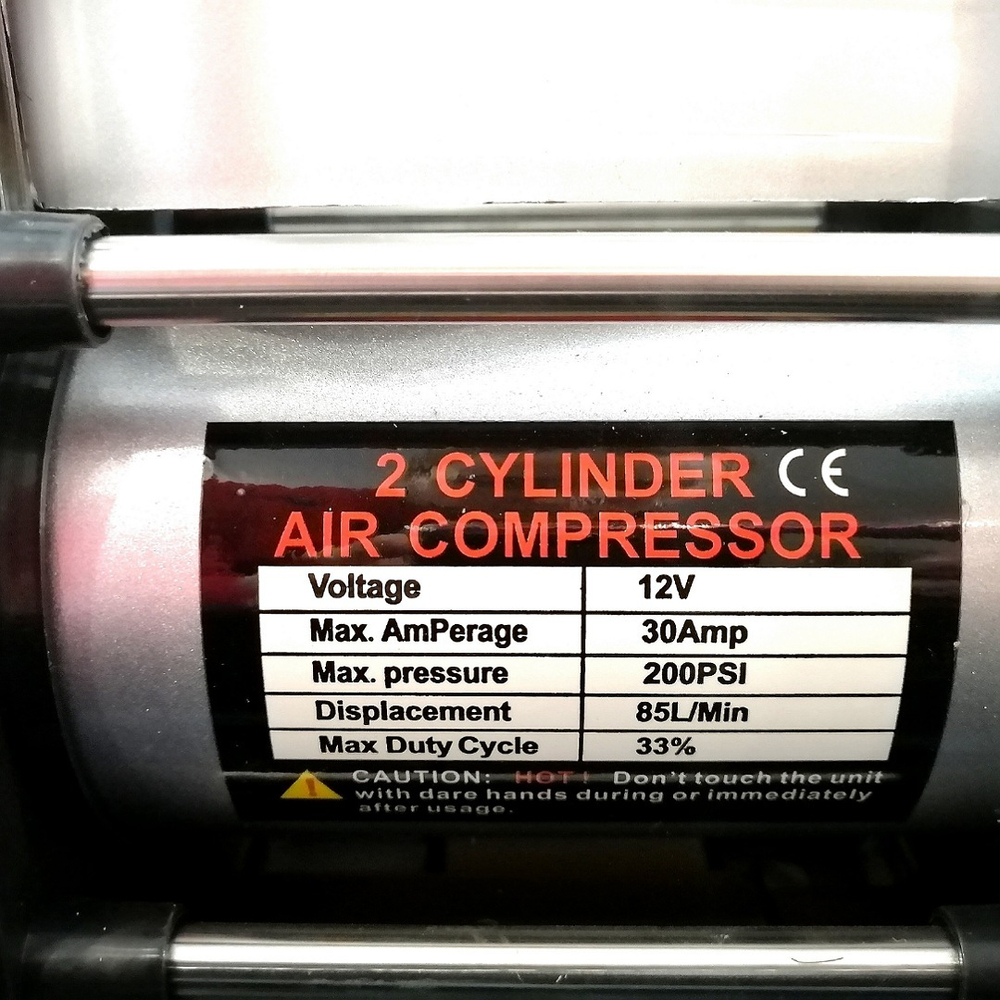 2 CYLINDER CE
AIR COMPRESSOR
Voltage 12V
Max. AmPerage 30Amp
Max. pressure 200PSI
Displacement 85L/Min
Max Duty Cycle 33%
CAUTION: HOT! Don't touch the unit
with dare hands during or immediately
after usage.